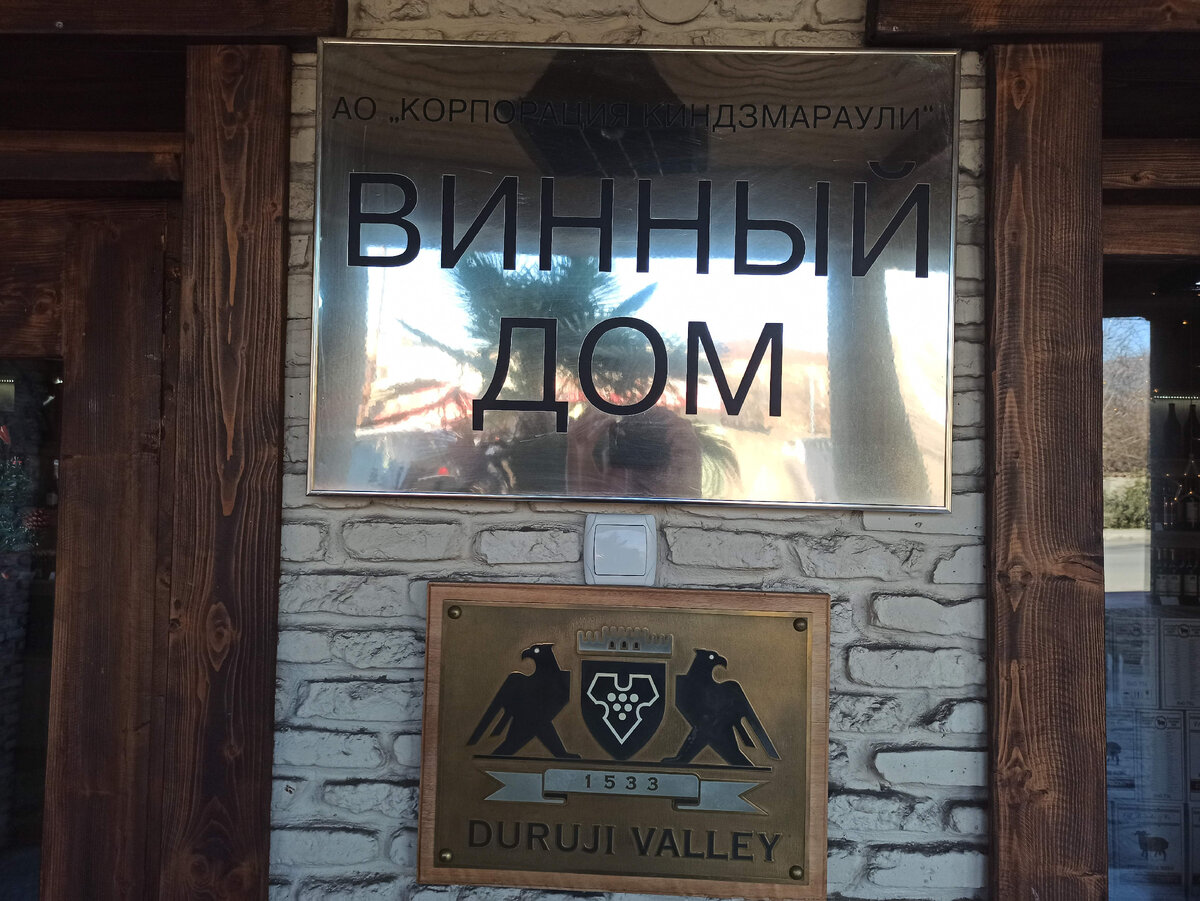 АО „КОРПОРАЦИЯ КИНДЗМАРАУЛИ“
ВИННЫЙ
ДОМ
1533
DURUJI VALLEY